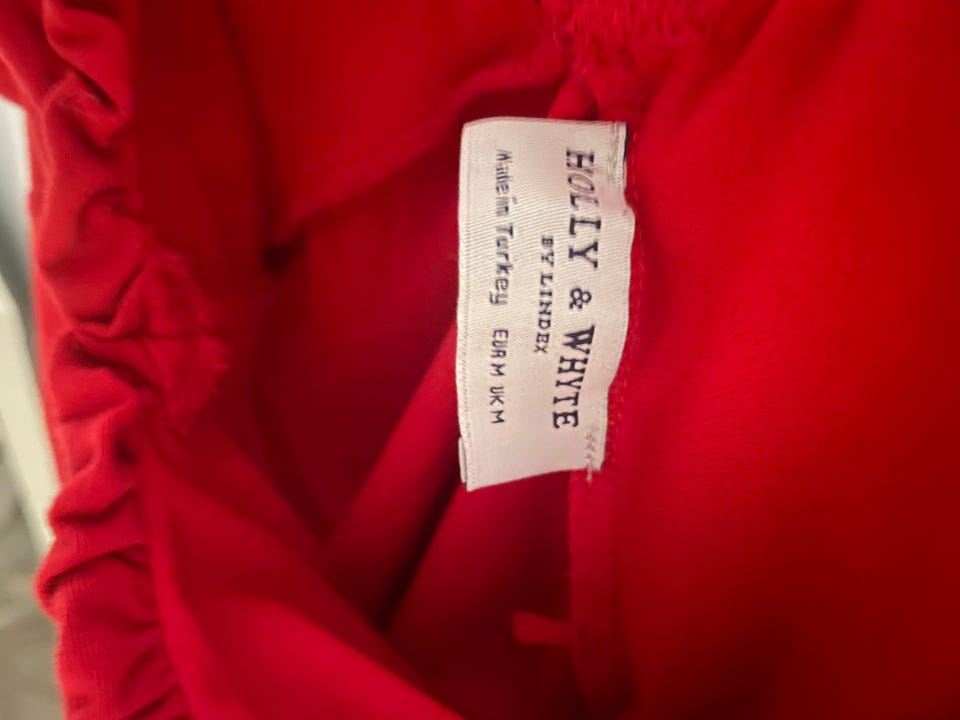 HOLLY & WHYTE
BY LINDEX
Made in Turkey EUR M UK M